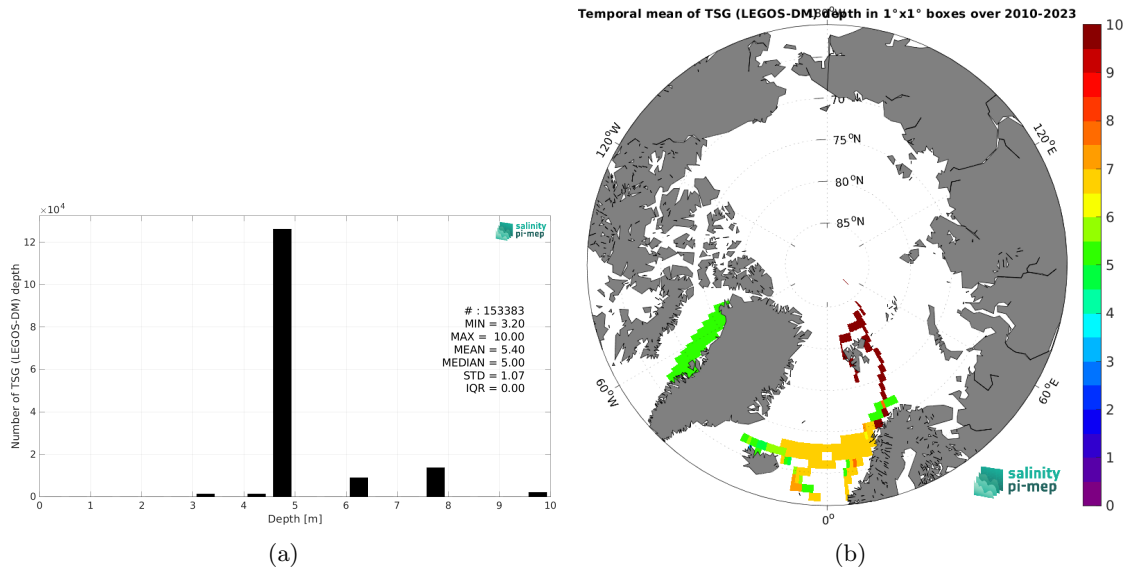 ×10⁴
12
10
8
6
4
2
0
0 1 2 3 4 5 6 7 8 9 10
Number of TSG (LEGOS-DM) depth
Depth [m]
salinity
pi-mep
# : 153383
MIN = 3.20
MAX = 10.00
MEAN = 5.40
MEDIAN = 5.00
STD = 1.07
IQR = 0.00
(a)
Temporal mean of TSG (LEGOS-DM) depth in 1°x1° boxes over 2010-2023
120°W
120°E
75°N
80°N
85°N
60°W
60°E
0°
salinity
pi-mep
10
9
8
7
6
5
4
3
2
1
0
(b)